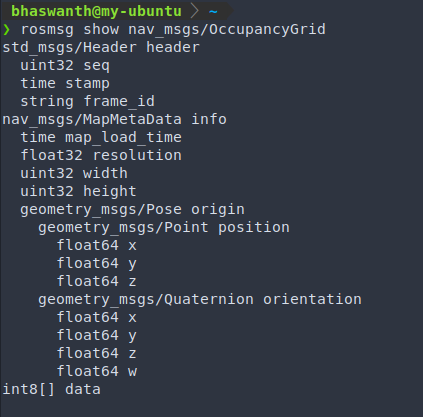 bhaswanth@my-ubuntu ~
❯ rosmsg show nav_msgs/OccupancyGrid
std_msgs/Header header
  uint32 seq
  time stamp
  string frame_id
nav_msgs/MapMetaData info
  time map_load_time
  float32 resolution
  uint32 width
  uint32 height
  geometry_msgs/Pose origin
    geometry_msgs/Point position
      float64 x
      float64 y
      float64 z
    geometry_msgs/Quaternion orientation
      float64 x
      float64 y
      float64 z
      float64 w
int8[] data